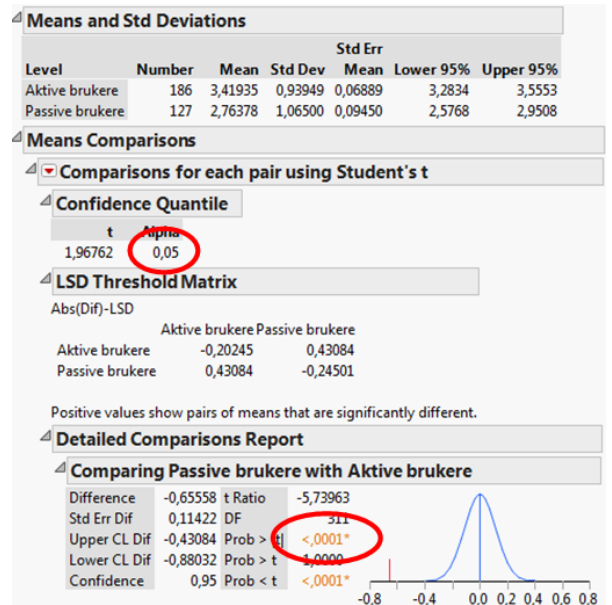 Means and Std Deviations
Std Err
Level Number Mean Std Dev Mean Lower 95% Upper 95%
Aktive brukere 186 3,41935 0,93949 0,06889 3,2834 3,5553
Passive brukere 127 2,76378 1,06500 0,09450 2,5768 2,9508
Means Comparisons
Comparisons for each pair using Student's t
Confidence Quantile
t Alpha
1,96762 0,05
LSD Threshold Matrix
Abs(Dif)-LSD
Aktive brukere Passive brukere
Aktive brukere -0,20245 0,43084
Passive brukere 0,43084 -0,24501
Positive values show pairs of means that are significantly different.
Detailed Comparisons Report
Comparing Passive brukere with Aktive brukere
Difference -0,65558 t Ratio -5,73963
Std Err Dif 0,11422 DF 311
Upper CL Dif -0,43084 Prob > |t| <,0001*
Lower CL Dif -0,88032 Prob > t 1,0000
Confidence 0,95 Prob < t <,0001*
-0,8 -0,4 0,0 0,2 0,4 0,6 0,8